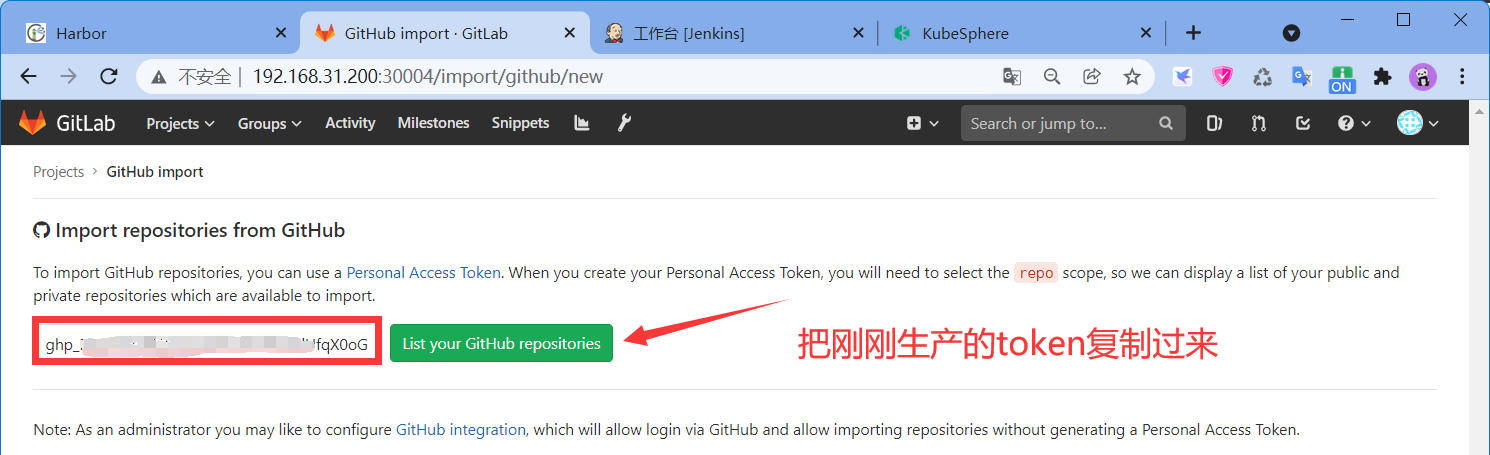 Harbor
GitHub import · GitLab
工作台 [Jenkins]
KubeSphere
不安全 192.168.31.200:30004/import/github/new
ON
GitLab Projects Groups Activity Milestones Snippets Search or jump to...
Projects > GitHub import
Import repositories from GitHub
To import GitHub repositories, you can use a Personal Access Token. When you create your Personal Access Token, you will need to select the repo scope, so we can display a list of your public and
private repositories which are available to import.
List your GitHub repositories
把刚刚生产的token复制过来
Note: As an administrator you may like to configure GitHub integration, which will allow login via GitHub and allow importing repositories without generating a Personal Access Token.